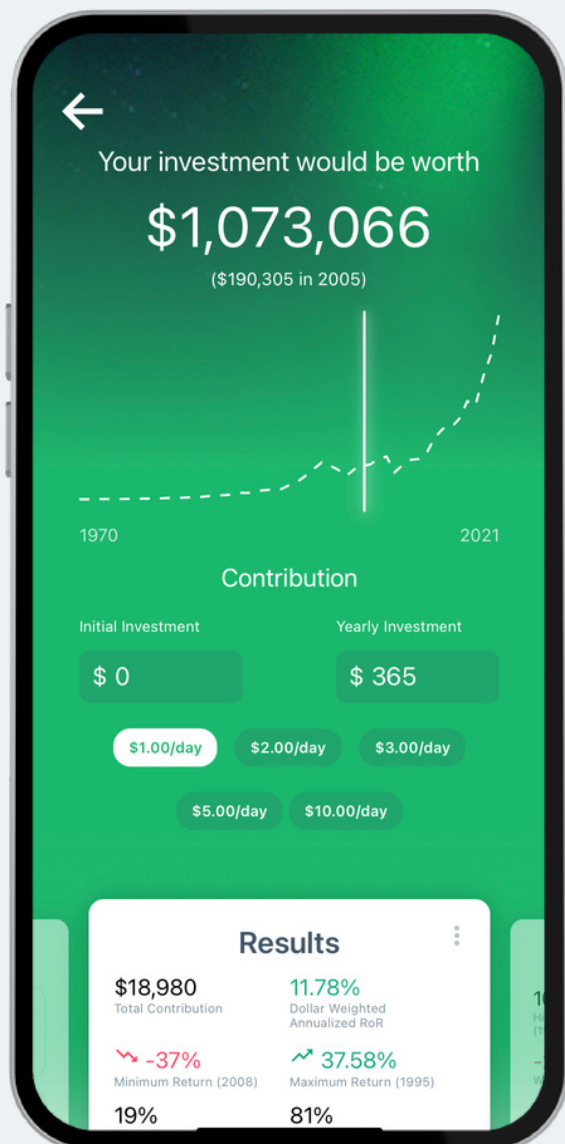 Your investment would be worth
$1,073,066
($190,305 in 2005)
1970 2021
Contribution
Initial Investment Yearly Investment
$ 0 $ 365
$1.00/day $2.00/day $3.00/day
$5.00/day $10.00/day
Results
$18,980 11.78%
Total Contribution Dollar Weighted
Annualized RoR
-37% 37.58%
Minimum Return (2008) Maximum Return (1995)
19% 81%